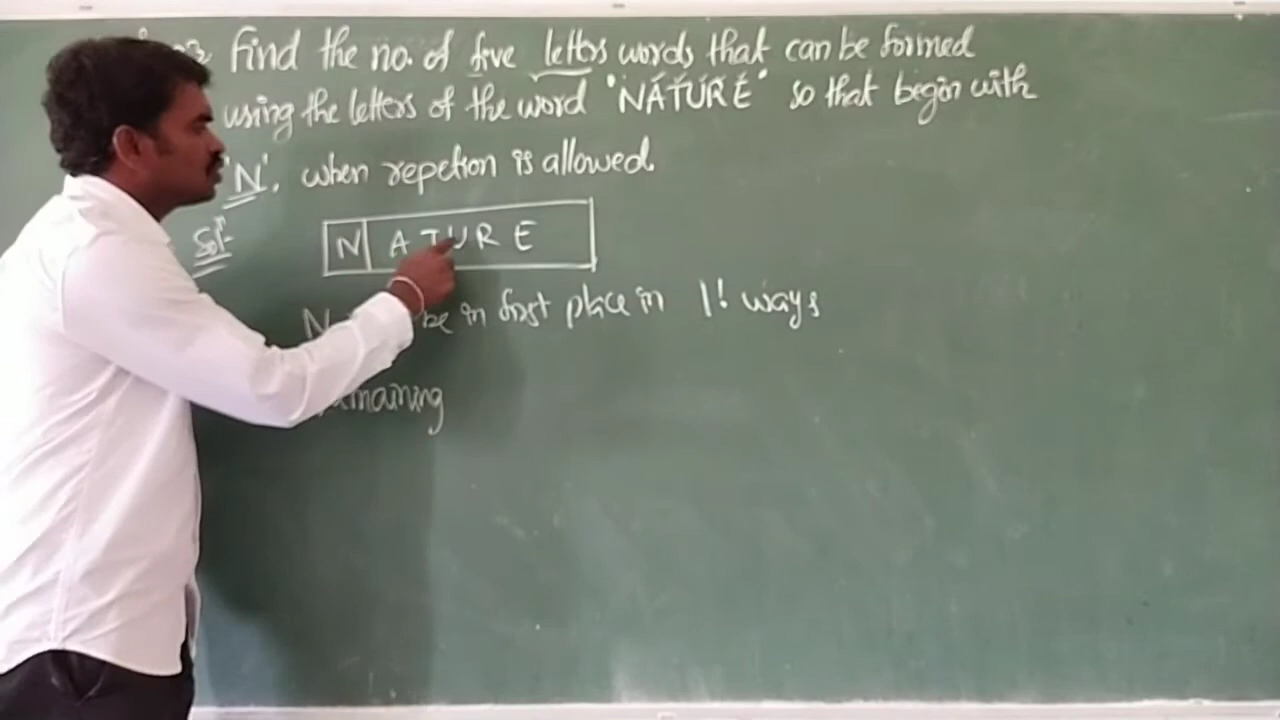 Find the no. of five letters words that can be formed
using the letters of the word 'NATURE' so that begin with
'N', when repetion is allowed.
Sol-
N A T U R E
N be in first place in 1! ways